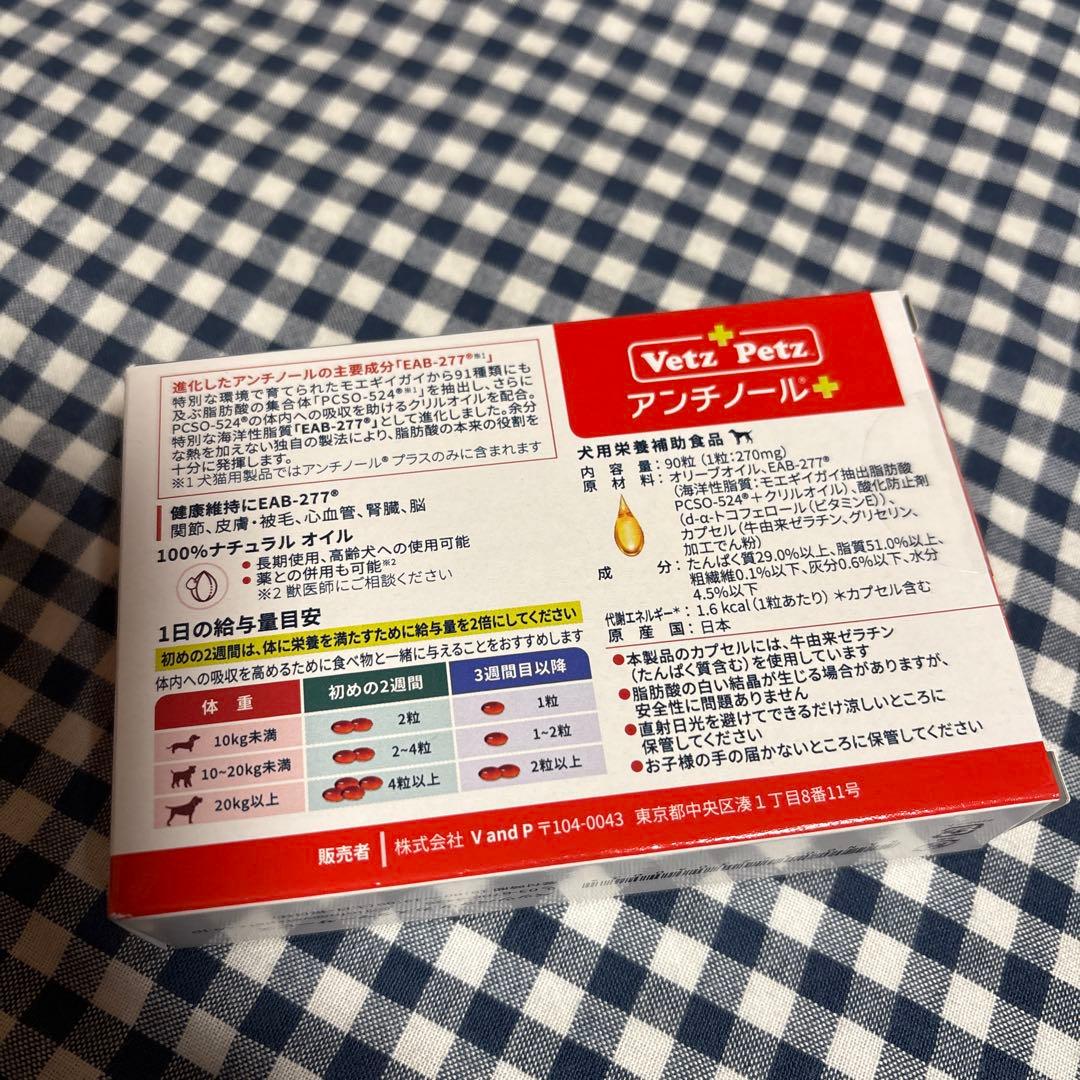 進化したアンチノールの主要成分「EAB-277®※1」
特別な環境で育てられたモエギイガイから91種類にも
及ぶ脂肪酸の集合体「PCSO-524®※1」を抽出し、さらに
PCSO-524®の体内への吸収を助けるクリルオイルを配合。
特別な海洋性脂質「EAB-277®」として進化しました。余分
な熱を加えない独自の製法により、脂肪酸の本来の役割を
十分に発揮します。
※1 犬猫用製品ではアンチノール® プラスのみに含まれます
健康維持にEAB-277®
関節、皮膚・被毛、心血管、腎臓、脳
100%ナチュラル オイル
● 長期使用、高齢犬への使用可能
● 薬との併用も可能※2
※2 獣医師にご相談ください
1日の給与量目安
初めの2週間は、体に栄養を満たすために給与量を2倍にしてください
体内への吸収を高めるために食べ物と一緒に与えることをおすすめします
体 重 初めの2週間 3週間目以降
10kg未満 2粒 1粒
10~20kg未満 2~4粒 1~2粒
20kg以上 4粒以上 2粒以上
Vetz Petz
アンチノール®
犬用栄養補助食品
内 容 量：90粒（1粒：270mg）
原 材 料：オリーブオイル、EAB-277®
（海洋性脂質：モエギイガイ抽出脂肪酸
PCSO-524®＋クリルオイル）、酸化防止剤
（d-α-トコフェロール（ビタミンE））、
カプセル（牛由来ゼラチン、グリセリン、
加工でん粉）
成 分：たんぱく質29.0%以上、脂質51.0%以上、
粗繊維0.1%以下、灰分0.6%以下、水分
4.5%以下
代謝エネルギー*：1.6 kcal（1粒あたり）＊カプセル含む
原 産 国：日本
●本製品のカプセルには、牛由来ゼラチン
（たんぱく質含む）を使用しています
●脂肪酸の白い結晶が生じる場合がありますが、
安全性に問題ありません
●直射日光を避けてできるだけ涼しいところに
保管してください
●お子様の手の届かないところに保管してください
販売者 株式会社 V and P 〒104-0043 東京都中央区湊1丁目8番11号